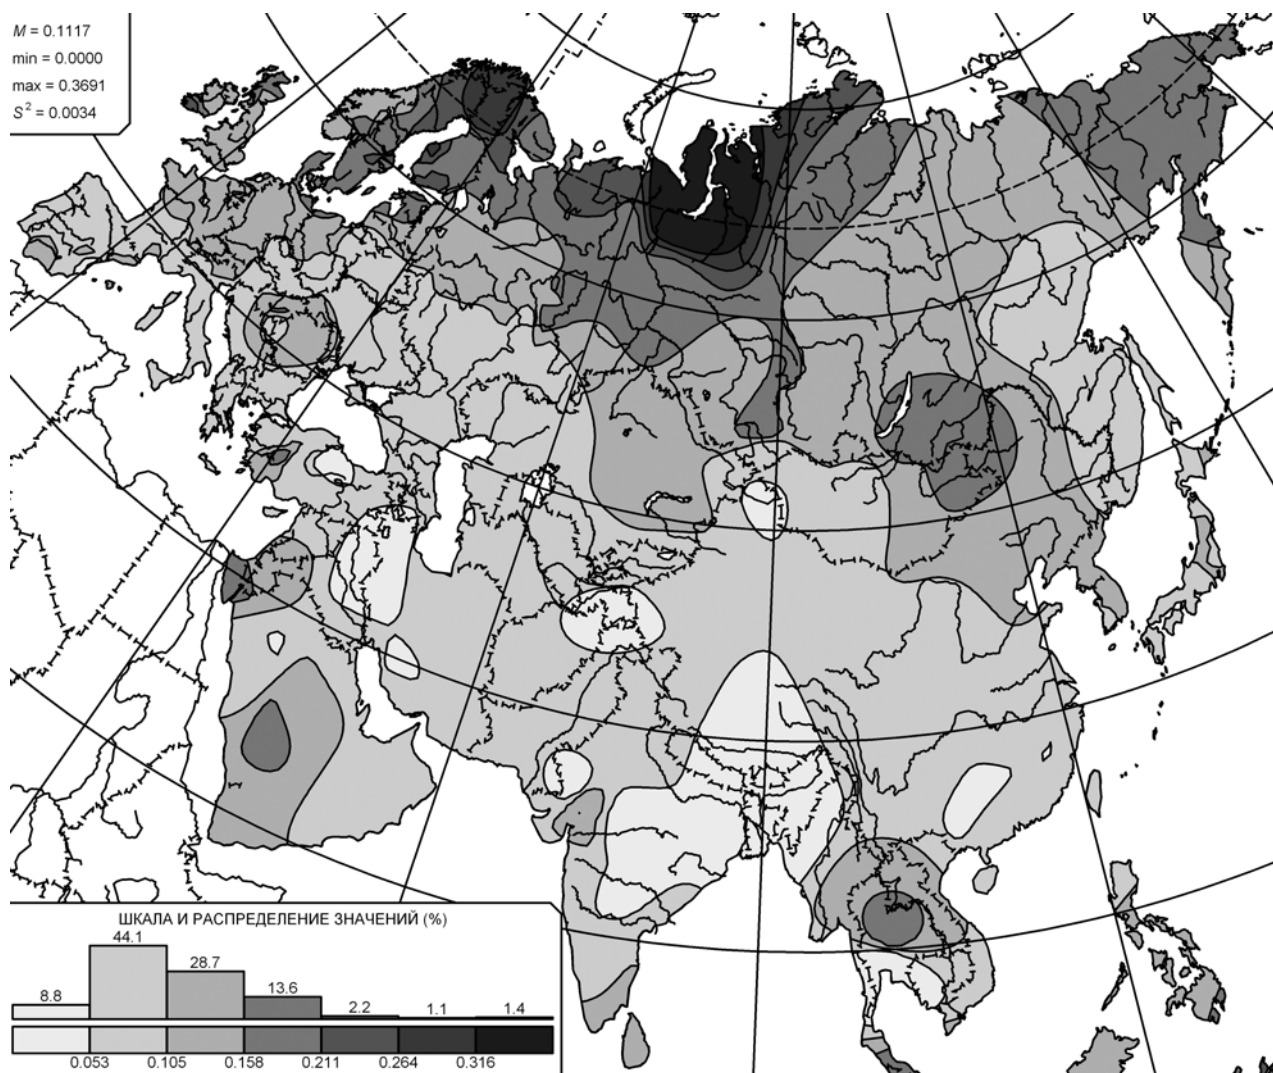 M = 0.1117
min = 0.0000
max = 0.3691
S² = 0.0034
ШКАЛА И РАСПРЕДЕЛЕНИЕ ЗНАЧЕНИЙ (%)
8.8 44.1 28.7 13.6 2.2 1.1 1.4
0.053 0.105 0.158 0.211 0.264 0.316